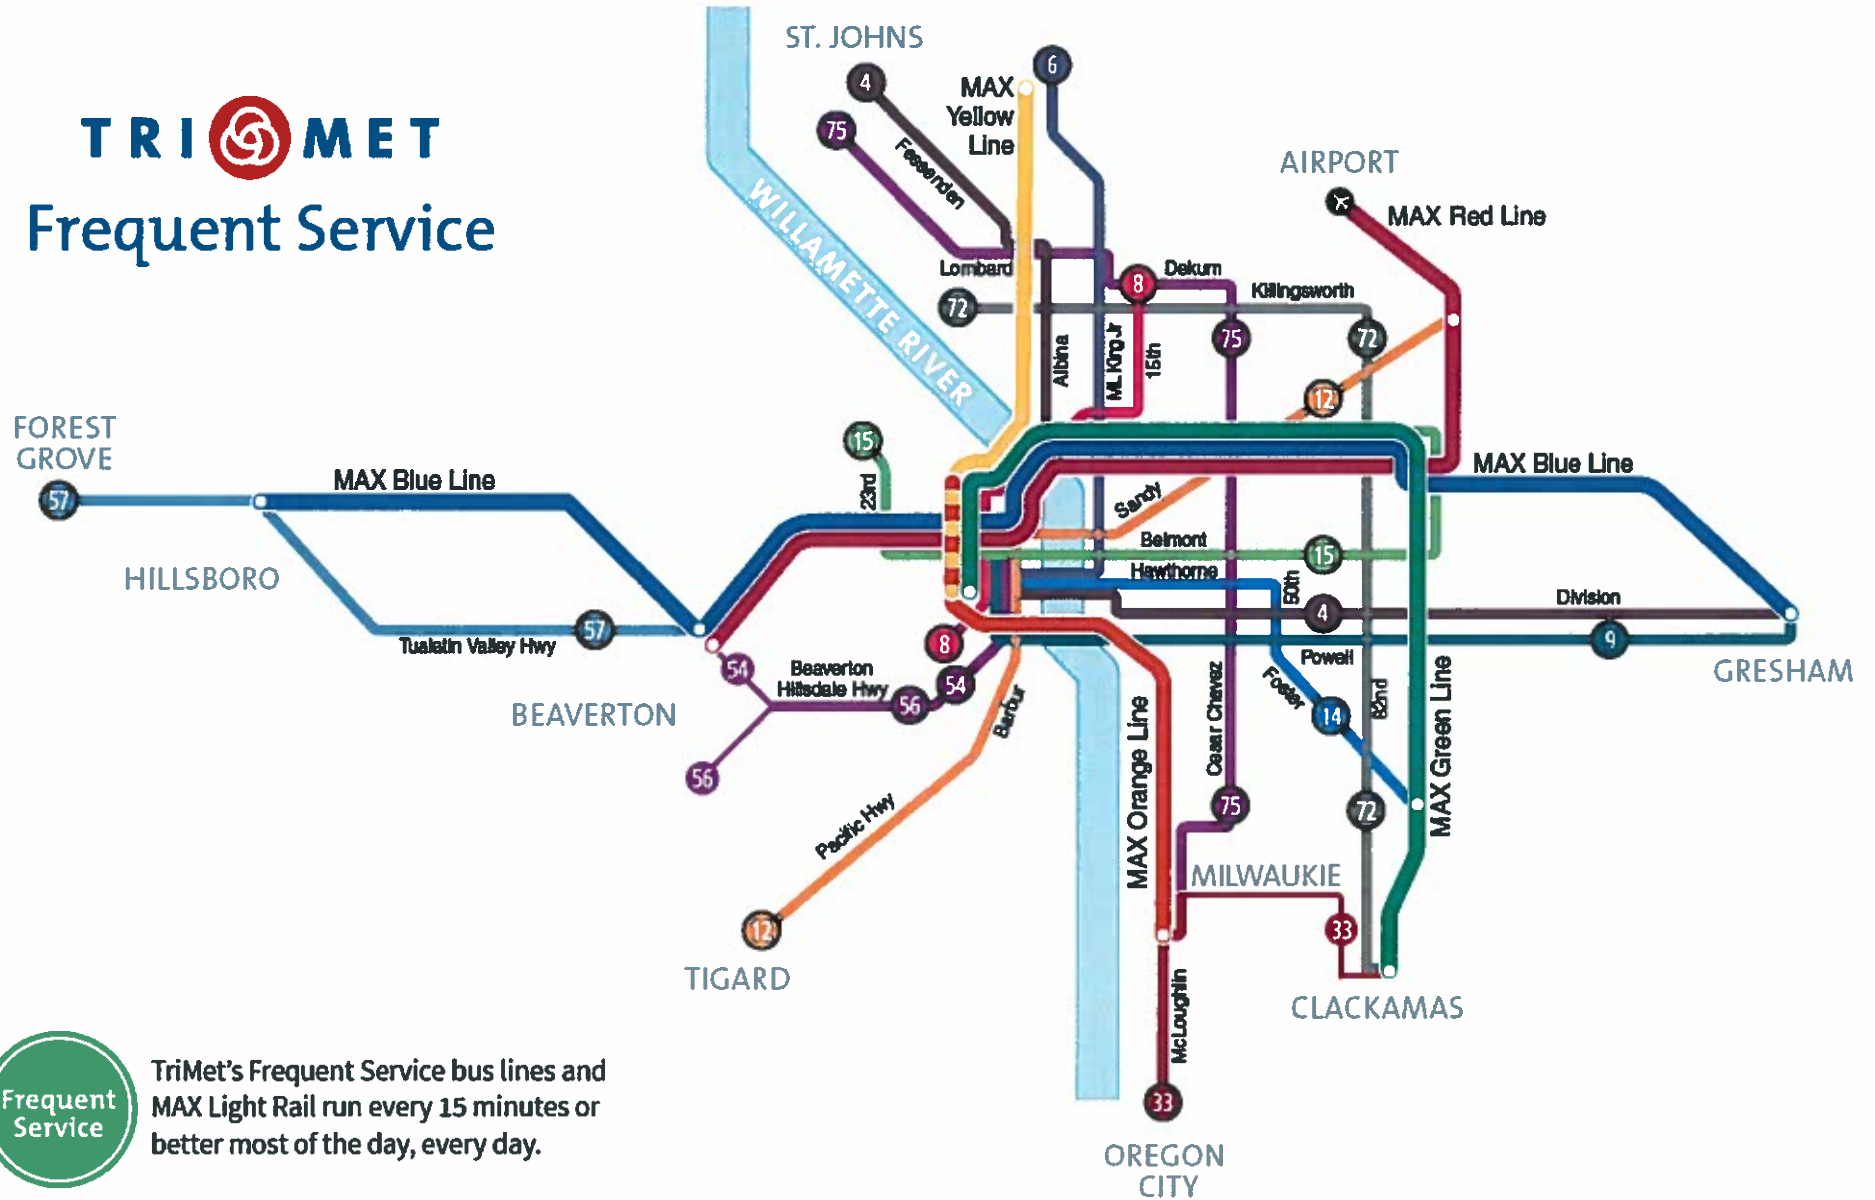 TRI MET
Frequent Service
ST. JOHNS
4
75
Fessenden
MAX
Yellow
Line
6
WILLAMETTE RIVER
AIRPORT
MAX Red Line
Lombard
8
Dekum
72
Killingsworth
Albina
ML King Jr
15th
75
72
12
FOREST
GROVE
57
MAX Blue Line
15
23rd
MAX Blue Line
Sandy
Belmont
15
HILLSBORO
Hawthorne
50th
4
Division
57
Tualatin Valley Hwy
8
9
Powell
GRESHAM
54
Beaverton
Hillsdale Hwy
56
54
Barbur
BEAVERTON
56
Cesar Chavez
Foster
14
82nd
MAX Green Line
MAX Orange Line
Pacific Hwy
75
72
MILWAUKIE
12
TIGARD
33
CLACKAMAS
McLoughlin
33
OREGON
CITY
Frequent
Service
TriMet's Frequent Service bus lines and
MAX Light Rail run every 15 minutes or
better most of the day, every day.